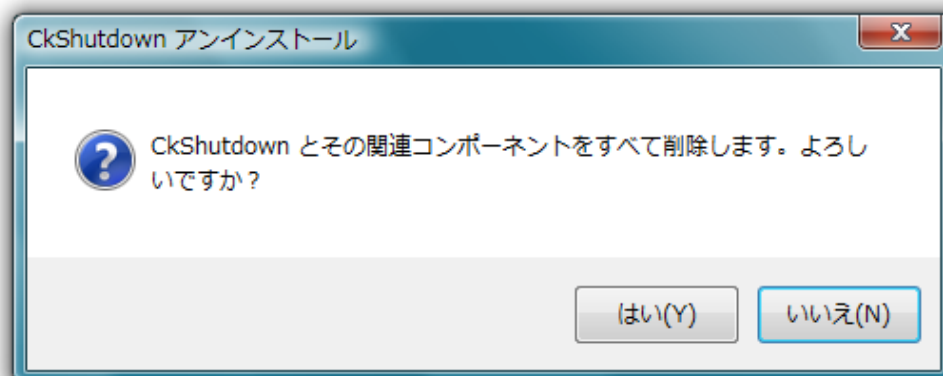 CkShutdown アンインストール
CkShutdown とその関連コンポーネントをすべて削除します。よろし
いですか？
はい(Y)
いいえ(N)